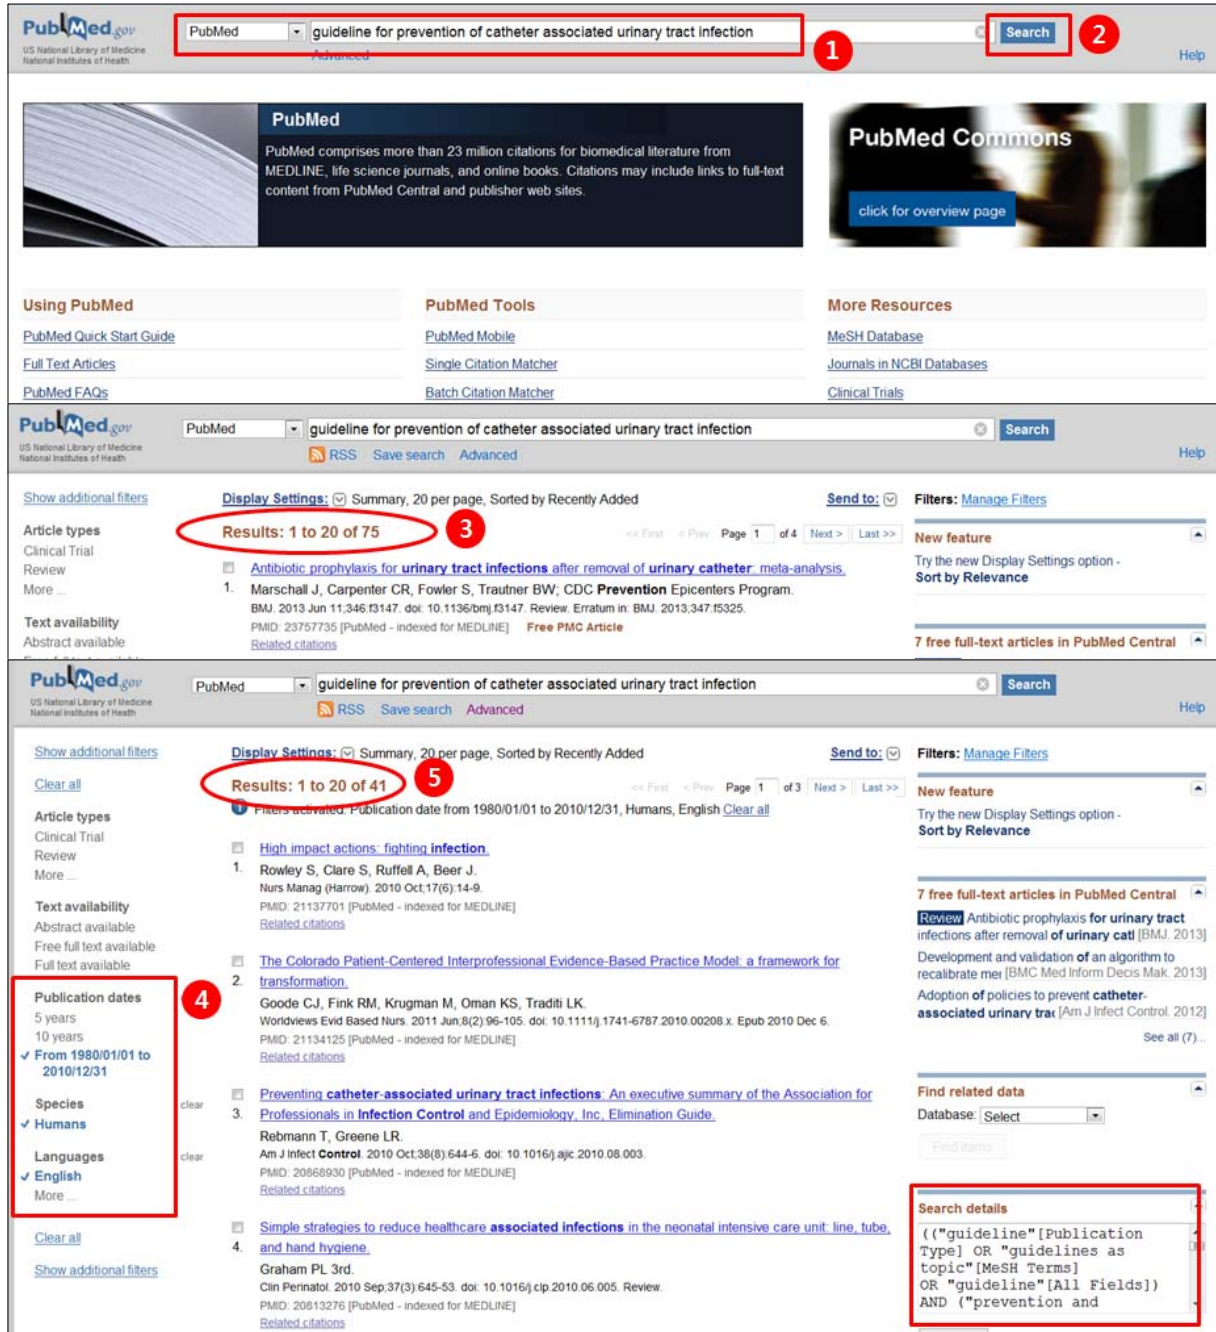 PubMed.gov
US National Library of Medicine
National Institutes of Health
PubMed
guideline for prevention of catheter associated urinary tract infection
Search
1
2
Advanced
Help
PubMed
PubMed comprises more than 23 million citations for biomedical literature from
MEDLINE, life science journals, and online books. Citations may include links to full-text
content from PubMed Central and publisher web sites.
PubMed Commons
click for overview page
Using PubMed
PubMed Quick Start Guide
Full Text Articles
PubMed FAQs
PubMed Tools
PubMed Mobile
Single Citation Matcher
Batch Citation Matcher
More Resources
MeSH Database
Journals in NCBI Databases
Clinical Trials
PubMed.gov
US National Library of Medicine
National Institutes of Health
PubMed
guideline for prevention of catheter associated urinary tract infection
Search
RSS Save search Advanced
Help
Show additional filters
Article types
Clinical Trial
Review
More ...
Text availability
Abstract available
Display Settings: Summary, 20 per page, Sorted by Recently Added
Send to:
Results: 1 to 20 of 75
3
<< First < Prev Page 1 of 4 Next > Last >>
Antibiotic prophylaxis for urinary tract infections after removal of urinary catheter: meta-analysis.
1. Marschall J, Carpenter CR, Fowler S, Trautner BW; CDC Prevention Epicenters Program.
BMJ. 2013 Jun 11;346:f3147. doi: 10.1136/bmj.f3147. Review. Erratum in: BMJ. 2013;347:f5325.
PMID: 23757735 [PubMed - indexed for MEDLINE] Free PMC Article
Related citations
Filters: Manage Filters
New feature
Try the new Display Settings option -
Sort by Relevance
7 free full-text articles in PubMed Central
PubMed.gov
US National Library of Medicine
National Institutes of Health
PubMed
guideline for prevention of catheter associated urinary tract infection
Search
RSS Save search Advanced
Help
Show additional filters
Clear all
Article types
Clinical Trial
Review
More ...
Text availability
Abstract available
Free full text available
Full text available
4
Publication dates
5 years
10 years
From 1980/01/01 to
2010/12/31
Species clear
Humans
Languages clear
English
More ...
Clear all
Show additional filters
Display Settings: Summary, 20 per page, Sorted by Recently Added
Send to:
Results: 1 to 20 of 41
5
<< First < Prev Page 1 of 3 Next > Last >>
Filters activated: Publication date from 1980/01/01 to 2010/12/31, Humans, English Clear all
High impact actions: fighting infection.
1. Rowley S, Clare S, Ruffell A, Beer J.
Nurs Manag (Harrow). 2010 Oct;17(6):14-9.
PMID: 21137701 [PubMed - indexed for MEDLINE]
Related citations
The Colorado Patient-Centered Interprofessional Evidence-Based Practice Model: a framework for
2. transformation.
Goode CJ, Fink RM, Krugman M, Oman KS, Traditi LK.
Worldviews Evid Based Nurs. 2011 Jun;8(2):96-105. doi: 10.1111/j.1741-6787.2010.00208.x. Epub 2010 Dec 6.
PMID: 21134125 [PubMed - indexed for MEDLINE]
Related citations
Preventing catheter-associated urinary tract infections: An executive summary of the Association for
3. Professionals in Infection Control and Epidemiology, Inc, Elimination Guide.
Rebmann T, Greene LR.
Am J Infect Control. 2010 Oct;38(8):644-6. doi: 10.1016/j.ajic.2010.08.003.
PMID: 20868930 [PubMed - indexed for MEDLINE]
Related citations
Simple strategies to reduce healthcare associated infections in the neonatal intensive care unit: line, tube,
4. and hand hygiene.
Graham PL 3rd.
Clin Perinatol. 2010 Sep;37(3):645-53. doi: 10.1016/j.clp.2010.06.005. Review.
PMID: 20813276 [PubMed - indexed for MEDLINE]
Related citations
Filters: Manage Filters
New feature
Try the new Display Settings option -
Sort by Relevance
7 free full-text articles in PubMed Central
Review Antibiotic prophylaxis for urinary tract
infections after removal of urinary catl [BMJ. 2013]
Development and validation of an algorithm to
recalibrate mei [BMC Med Inform Decis Mak. 2013]
Adoption of policies to prevent catheter-
associated urinary trac [Am J Infect Control. 2012]
See all (7)...
Find related data
Database: Select
Find items
Search details
(("guideline"[Publication
Type] OR "guidelines as
topic"[MeSH Terms]
OR "guideline"[All Fields])
AND ("prevention and